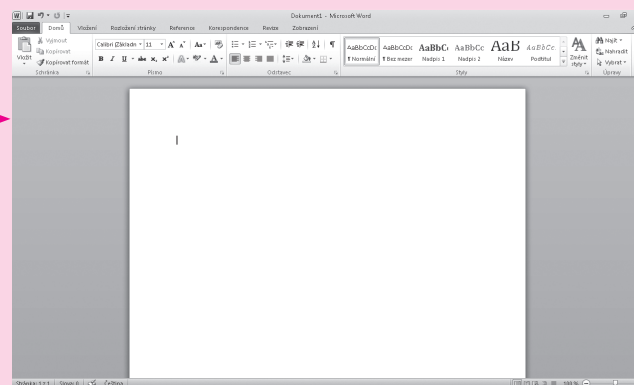 Dokument1 - Microsoft Word
Soubor Domů Vložení Rozložení stránky Reference Korespondence Revize Zobrazení
Vložit
Vyjmout
Kopírovat
Kopírovat formát
Schránka
Calibri (Základn 11
Písmo
Odstavec
AaBbCcDc AaBbCcDc AaBbCc AaBbCc AaB AaBbCc.
¶ Normální ¶ Bez mezer Nadpis 1 Nadpis 2 Název Podtitul
Změnit styly
Styly
Najít
Nahradit
Vybrat
Úpravy
Stránka: 1 z 1 Slova: 0 Čeština 100 %